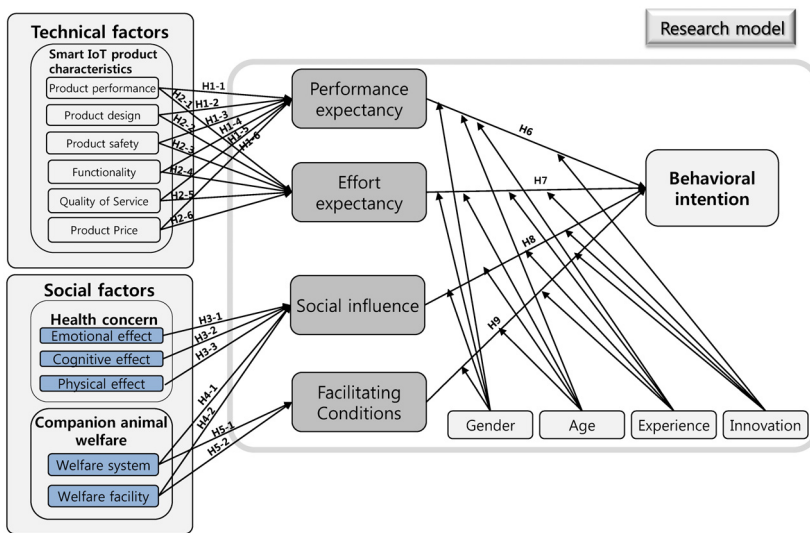 Research model
Technical factors
Smart IoT product
characteristics
Product performance
Product design
Product safety
Functionality
Quality of Service
Product Price
H1-1
H1-2
H1-3
H1-4
H1-5
H1-6
H2-1
H2-2
H2-3
H2-4
H2-5
H2-6
Social factors
Health concern
Emotional effect
Cognitive effect
Physical effect
H3-1
H3-2
H3-3
Companion animal
welfare
Welfare system
Welfare facility
H4-1
H4-2
H5-1
H5-2
Performance
expectancy
Effort
expectancy
Social influence
Facilitating
Conditions
H6
H7
H8
H9
Behavioral
intention
Gender
Age
Experience
Innovation